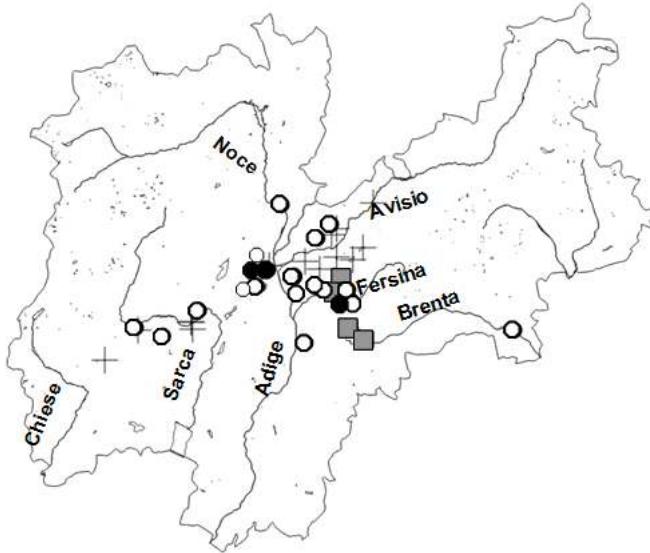 Noce
Avisio
Fersina
Brenta
Adige
Sarca
Chiese